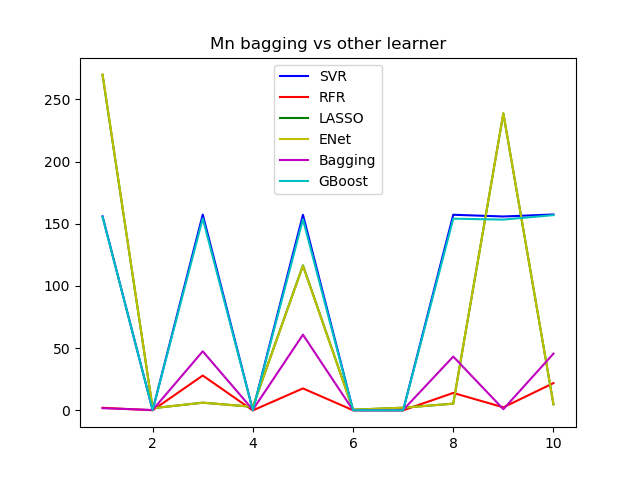 Mn bagging vs other learner
SVR
RFR
LASSO
ENet
Bagging
GBoost
250
200
150
100
50
0
2 4 6 8 10